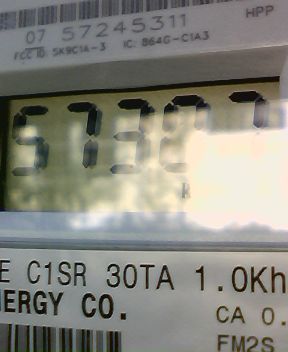 07 57245311
HPP
FCC ID: SK9C1A-3 IC: 864G-C1A3
57387
E C1SR 30TA 1.0Kh
ERGY CO.
CA 0.
FM2S